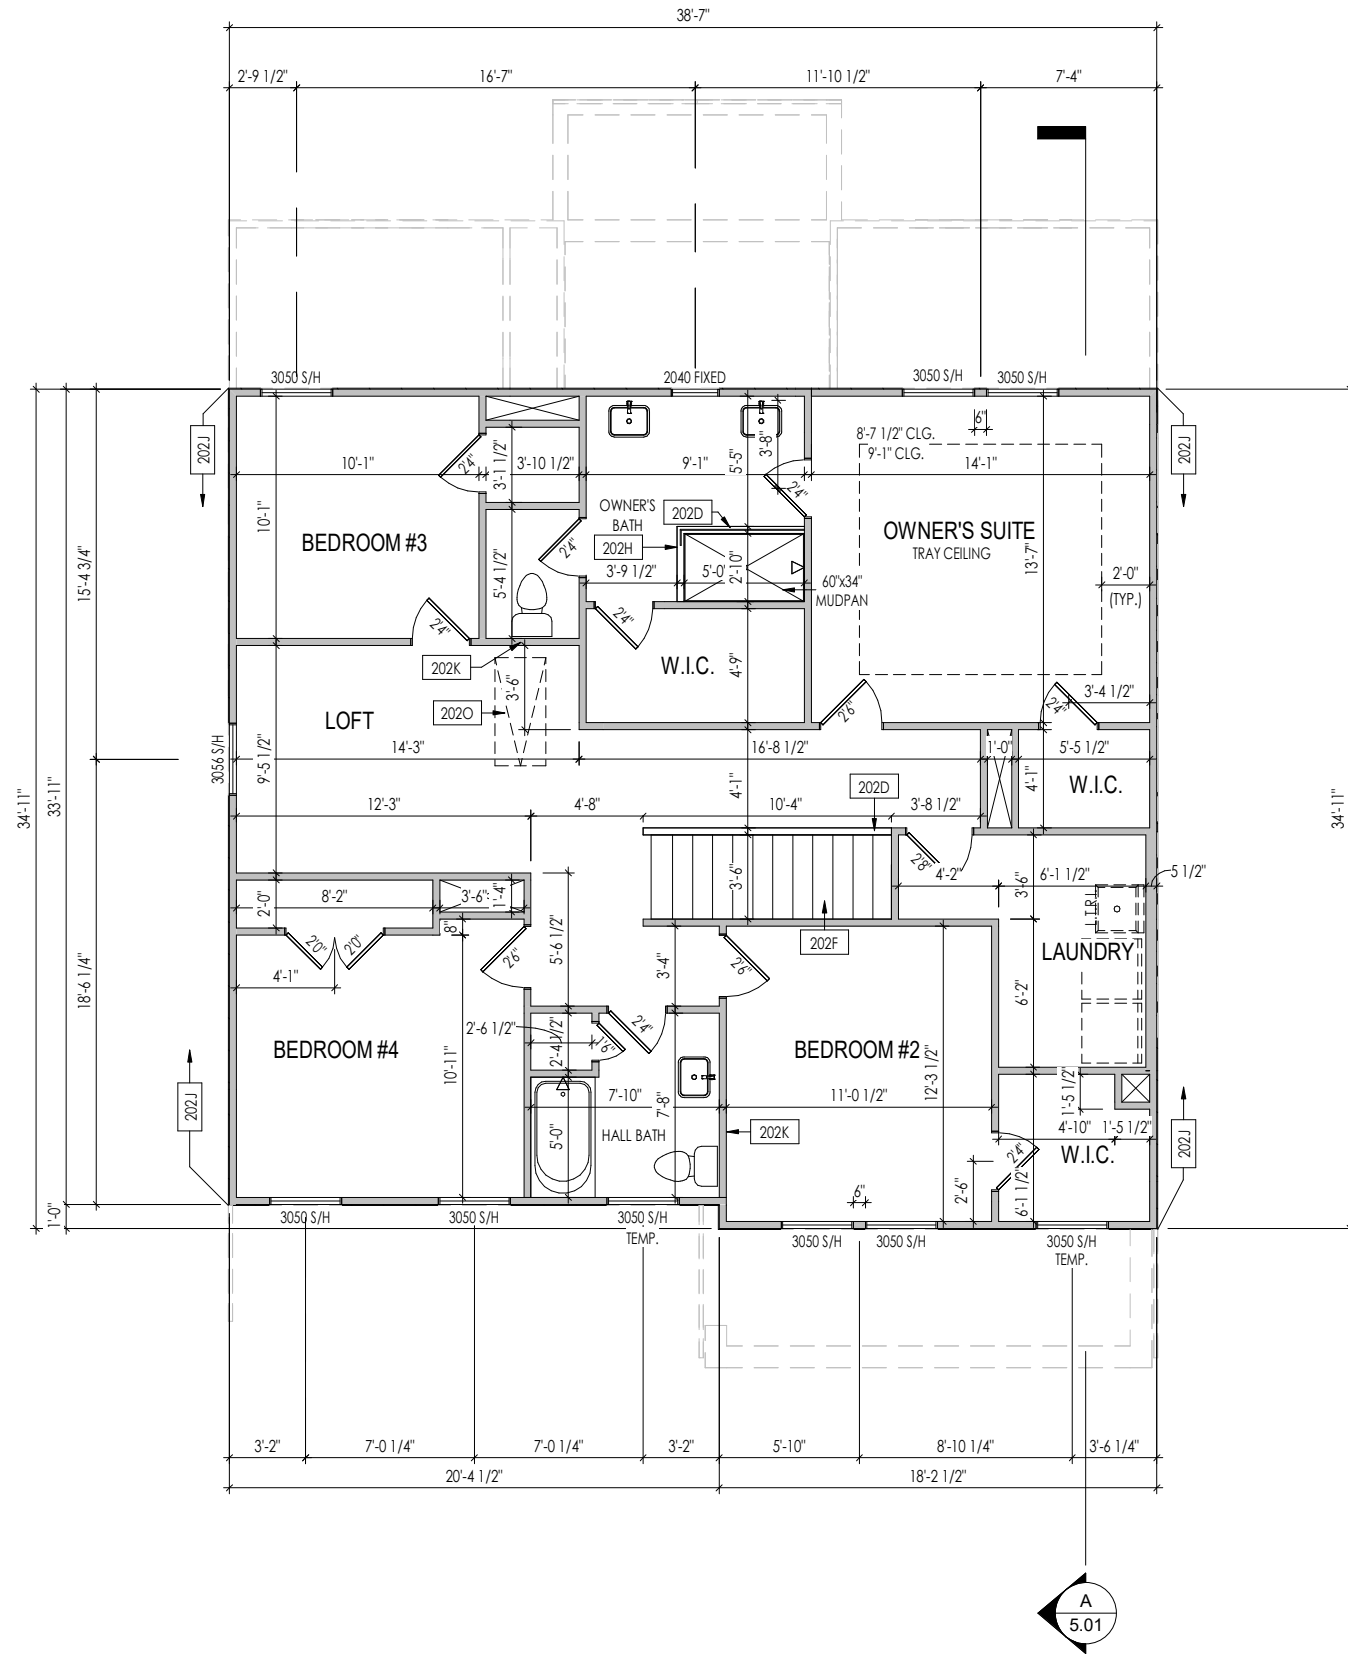 38'-7"
2'-9 1/2"
16'-7"
11'-10 1/2"
7'-4"
3050 S/H
2040 FIXED
3050 S/H
3050 S/H
202J
202J
6"
8'-7 1/2" CLG.
9'-1" CLG.
10'-1"
2'4"
3'-1 1/2"
3'-10 1/2"
9'-1"
5'-5"
3'-8"
2'4"
14'-1"
10'-1"
OWNER'S
BATH
202D
BEDROOM #3
2'4"
202H
OWNER'S SUITE
TRAY CEILING
13'-7"
5'-4 1/2"
3'-9 1/2"
5'-0"
2'-10"
60"x34"
MUDPAN
2'-0"
(TYP.)
15'-4 3/4"
2'4"
2'4"
202K
W.I.C.
4'-9"
3'-6"
202O
2'6"
2'4"
3'-4 1/2"
LOFT
3056 S/H
9'-5 1/2"
14'-3"
16'-8 1/2"
1'-0"
5'-5 1/2"
4'-1"
4'-1"
W.I.C.
202D
12'-3"
4'-8"
10'-4"
3'-8 1/2"
34'-11"
33'-11"
34'-11"
2'8"
4'-2"
6'-1 1/2"
5 1/2"
3'-6"
3'-6"
2'-0"
8'-2"
3'-6"
1'-4"
8"
L.T.R.
2'0"
2'0"
2'6"
5'-6 1/2"
3'-4"
2'6"
202F
LAUNDRY
4'-1"
6'-2"
18'-6 1/4"
2'-6 1/2"
2'-4 1/2"
1'6"
2'4"
BEDROOM #4
10'-11"
BEDROOM #2
12'-3 1/2"
202J
7'-10"
7'-8"
11'-0 1/2"
1'-5 1/2"
4'-10"
1'-5 1/2"
202J
5'-0"
HALL BATH
202K
2'4"
W.I.C.
2'-6"
6'-1 1/2"
6"
1'-0"
3050 S/H
3050 S/H
3050 S/H
TEMP.
3050 S/H
3050 S/H
3050 S/H
TEMP.
3'-2"
7'-0 1/4"
7'-0 1/4"
3'-2"
5'-10"
8'-10 1/4"
3'-6 1/4"
20'-4 1/2"
18'-2 1/2"
A
5.01